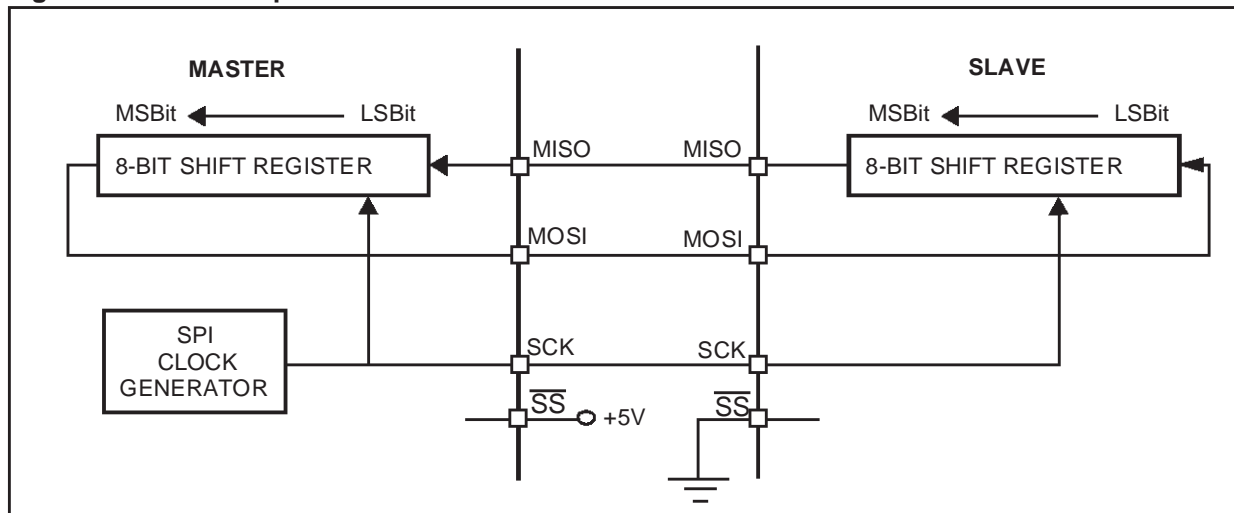 MASTER
SLAVE
MSBit LSBit
MSBit LSBit
8-BIT SHIFT REGISTER
MISO MISO
8-BIT SHIFT REGISTER
MOSI MOSI
SPI
CLOCK
GENERATOR
SCK SCK
SS +5V
SS